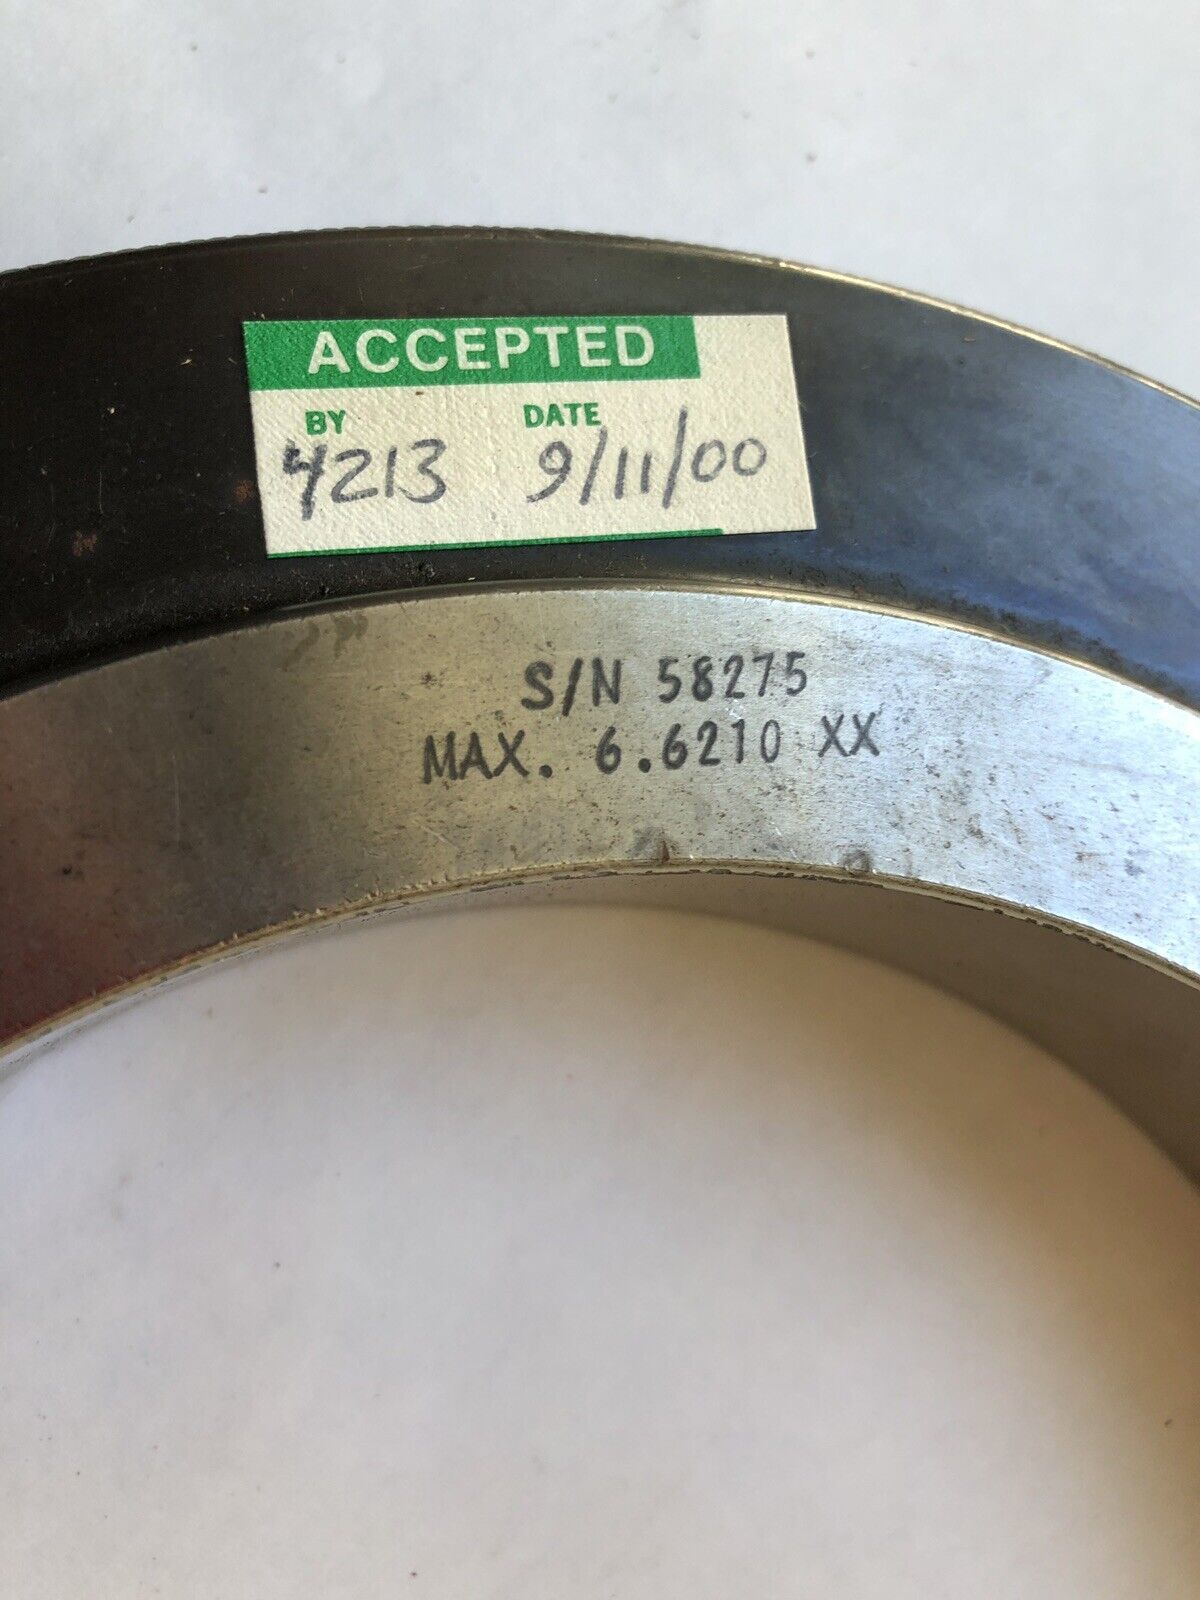 ACCEPTED
BY DATE
4213 9/11/00
S/N 58275
MAX. 6.6210 XX